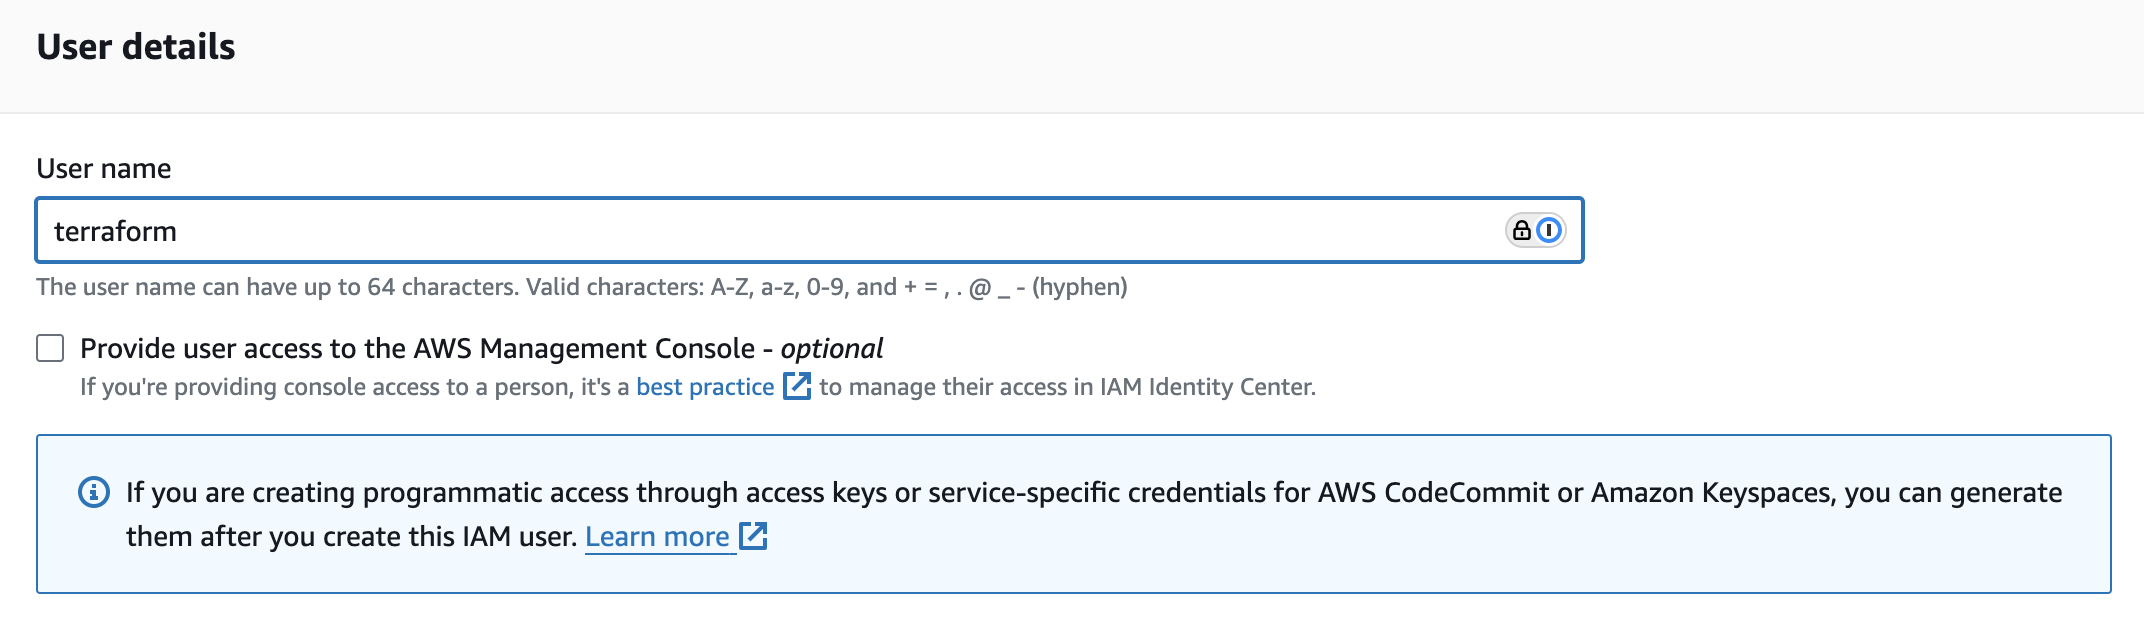 User details
User name
terraform
The user name can have up to 64 characters. Valid characters: A-Z, a-z, 0-9, and + = , . @ _ - (hyphen)
Provide user access to the AWS Management Console - optional
If you're providing console access to a person, it's a best practice to manage their access in IAM Identity Center.
If you are creating programmatic access through access keys or service-specific credentials for AWS CodeCommit or Amazon Keyspaces, you can generate
them after you create this IAM user. Learn more